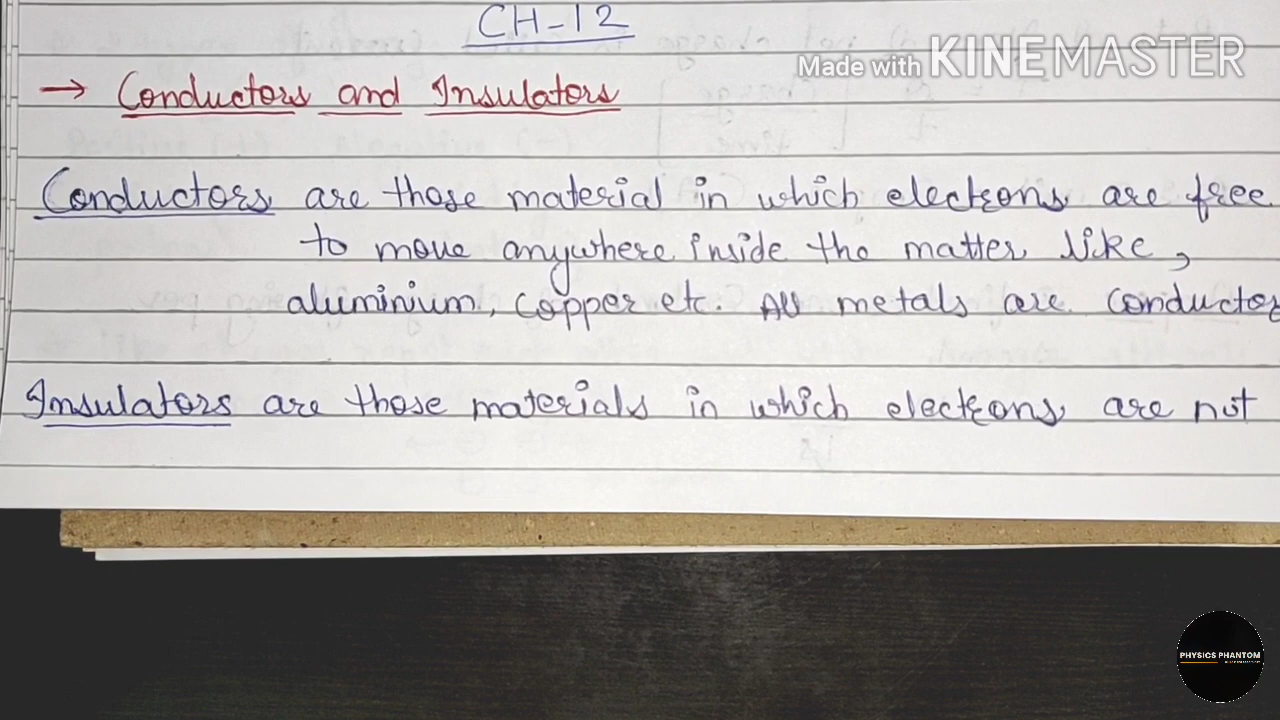 CH-12
Made with KINEMASTER
→ Conductors and Insulators
Conductors are those material in which electrons are free
to move anywhere inside the matter like,
aluminium, copper etc. All metals are conductor
Insulators are those materials in which electrons are not
PHYSICS PHANTOM